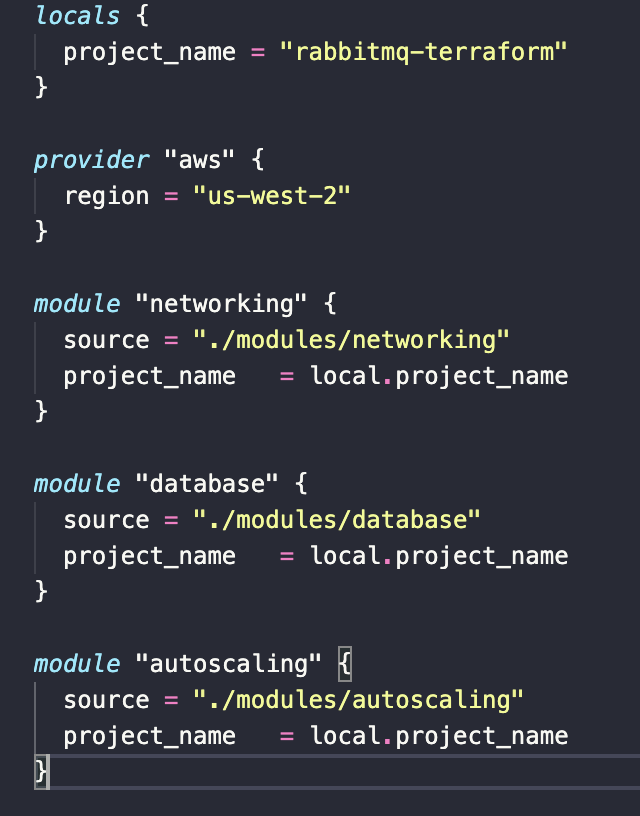 locals {
  project_name = "rabbitmq-terraform"
}

provider "aws" {
  region = "us-west-2"
}

module "networking" {
  source = "./modules/networking"
  project_name   = local.project_name
}

module "database" {
  source = "./modules/database"
  project_name   = local.project_name
}

module "autoscaling" {
  source = "./modules/autoscaling"
  project_name   = local.project_name
}